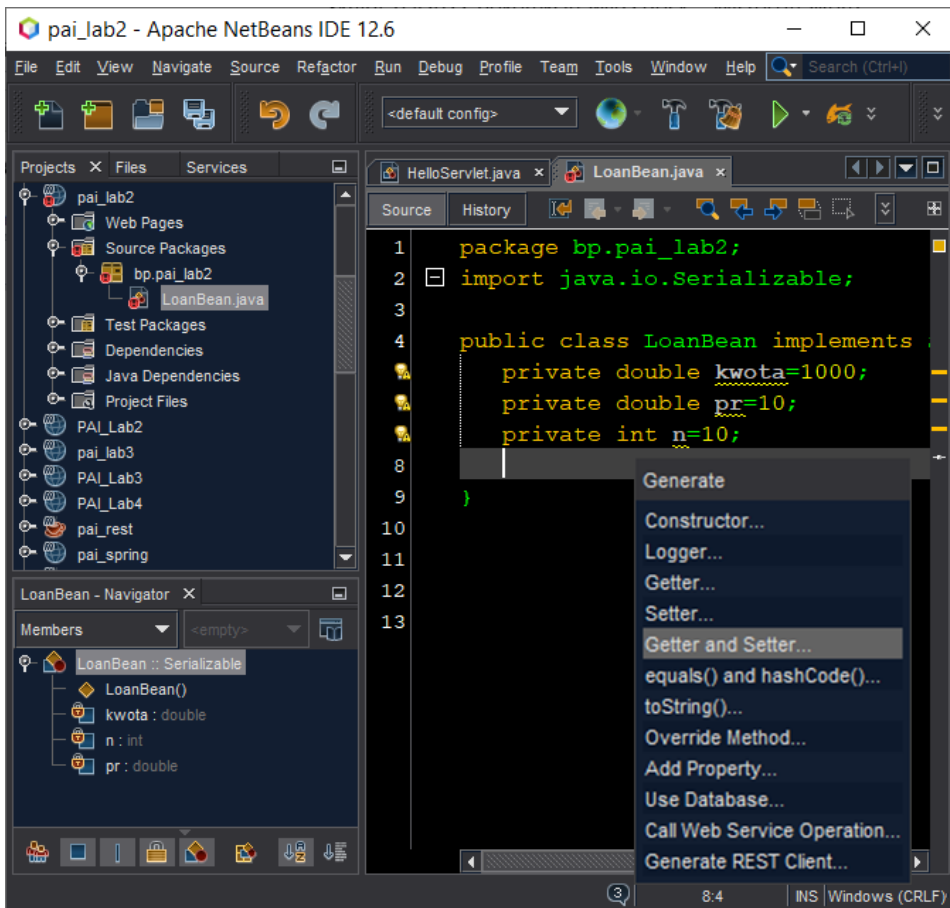 pai_lab2 - Apache NetBeans IDE 12.6
File Edit View Navigate Source Refactor Run Debug Profile Team Tools Window Help Search (Ctrl+I)
<default config>
Projects Files Services
pai_lab2
Web Pages
Source Packages
bp.pai_lab2
LoanBean.java
Test Packages
Dependencies
Java Dependencies
Project Files
PAI_Lab2
pai_lab3
PAI_Lab3
PAI_Lab4
pai_rest
pai_spring
LoanBean - Navigator
Members <empty>
LoanBean :: Serializable
LoanBean()
kwota : double
n : int
pr : double
HelloServlet.java LoanBean.java
Source History
1 package bp.pai_lab2;
2 import java.io.Serializable;
3
4 public class LoanBean implements
private double kwota=1000;
private double pr=10;
private int n=10;
8
9 }
10
11
12
13
Generate
Constructor...
Logger...
Getter...
Setter...
Getter and Setter...
equals() and hashCode()...
toString()...
Override Method...
Add Property...
Use Database...
Call Web Service Operation...
Generate REST Client...
3 8:4 INS Windows (CRLF)